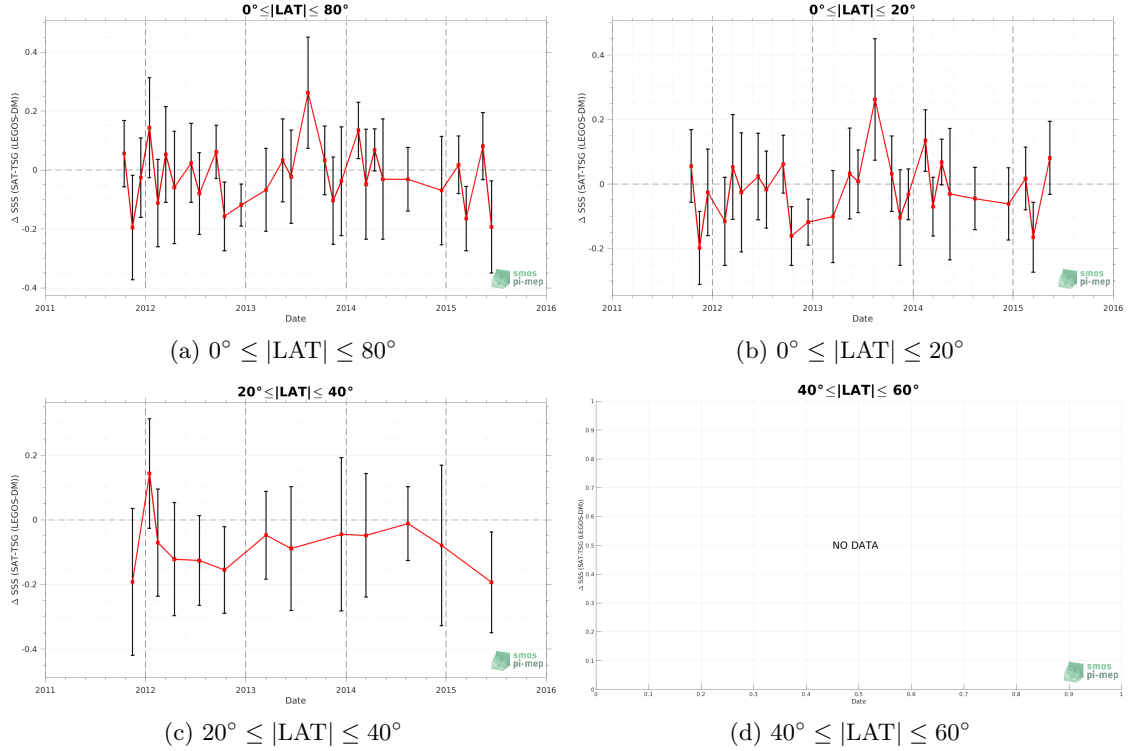 0°≤|LAT|≤ 80°
Δ SSS (SAT-TSG (LEGOS-DM))
0.4
0.2
0
-0.2
-0.4
2011 2012 2013 2014 2015 2016
Date
smos
pi-mep
(a) 0° ≤ |LAT| ≤ 80°
0°≤|LAT|≤ 20°
Δ SSS (SAT-TSG (LEGOS-DM))
0.4
0.2
0
-0.2
2011 2012 2013 2014 2015 2016
Date
smos
pi-mep
(b) 0° ≤ |LAT| ≤ 20°
20°≤|LAT|≤ 40°
Δ SSS (SAT-TSG (LEGOS-DM))
0.2
0
-0.2
-0.4
2011 2012 2013 2014 2015 2016
Date
smos
pi-mep
(c) 20° ≤ |LAT| ≤ 40°
40°≤|LAT|≤ 60°
Δ SSS (SAT-TSG (LEGOS-DM))
1
0.9
0.8
0.7
0.6
0.5
0.4
0.3
0.2
0.1
0
NO DATA
0 0.1 0.2 0.3 0.4 0.5 0.6 0.7 0.8 0.9 1
Date
smos
pi-mep
(d) 40° ≤ |LAT| ≤ 60°